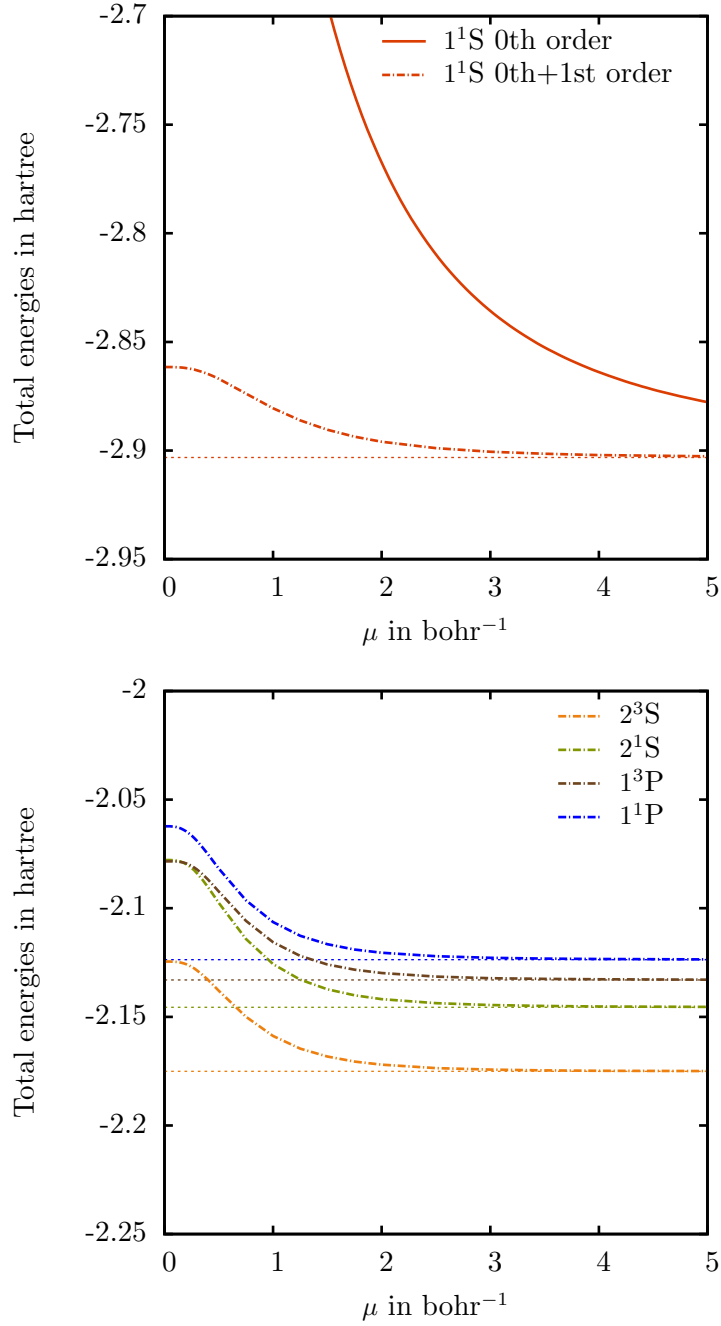 -2.7
1¹S 0th order
1¹S 0th+1st order
-2.75
-2.8
-2.85
-2.9
-2.95
Total energies in hartree
0 1 2 3 4 5
μ in bohr⁻¹
-2
2³S
2¹S
1³P
1¹P
-2.05
-2.1
-2.15
-2.2
-2.25
Total energies in hartree
0 1 2 3 4 5
μ in bohr⁻¹